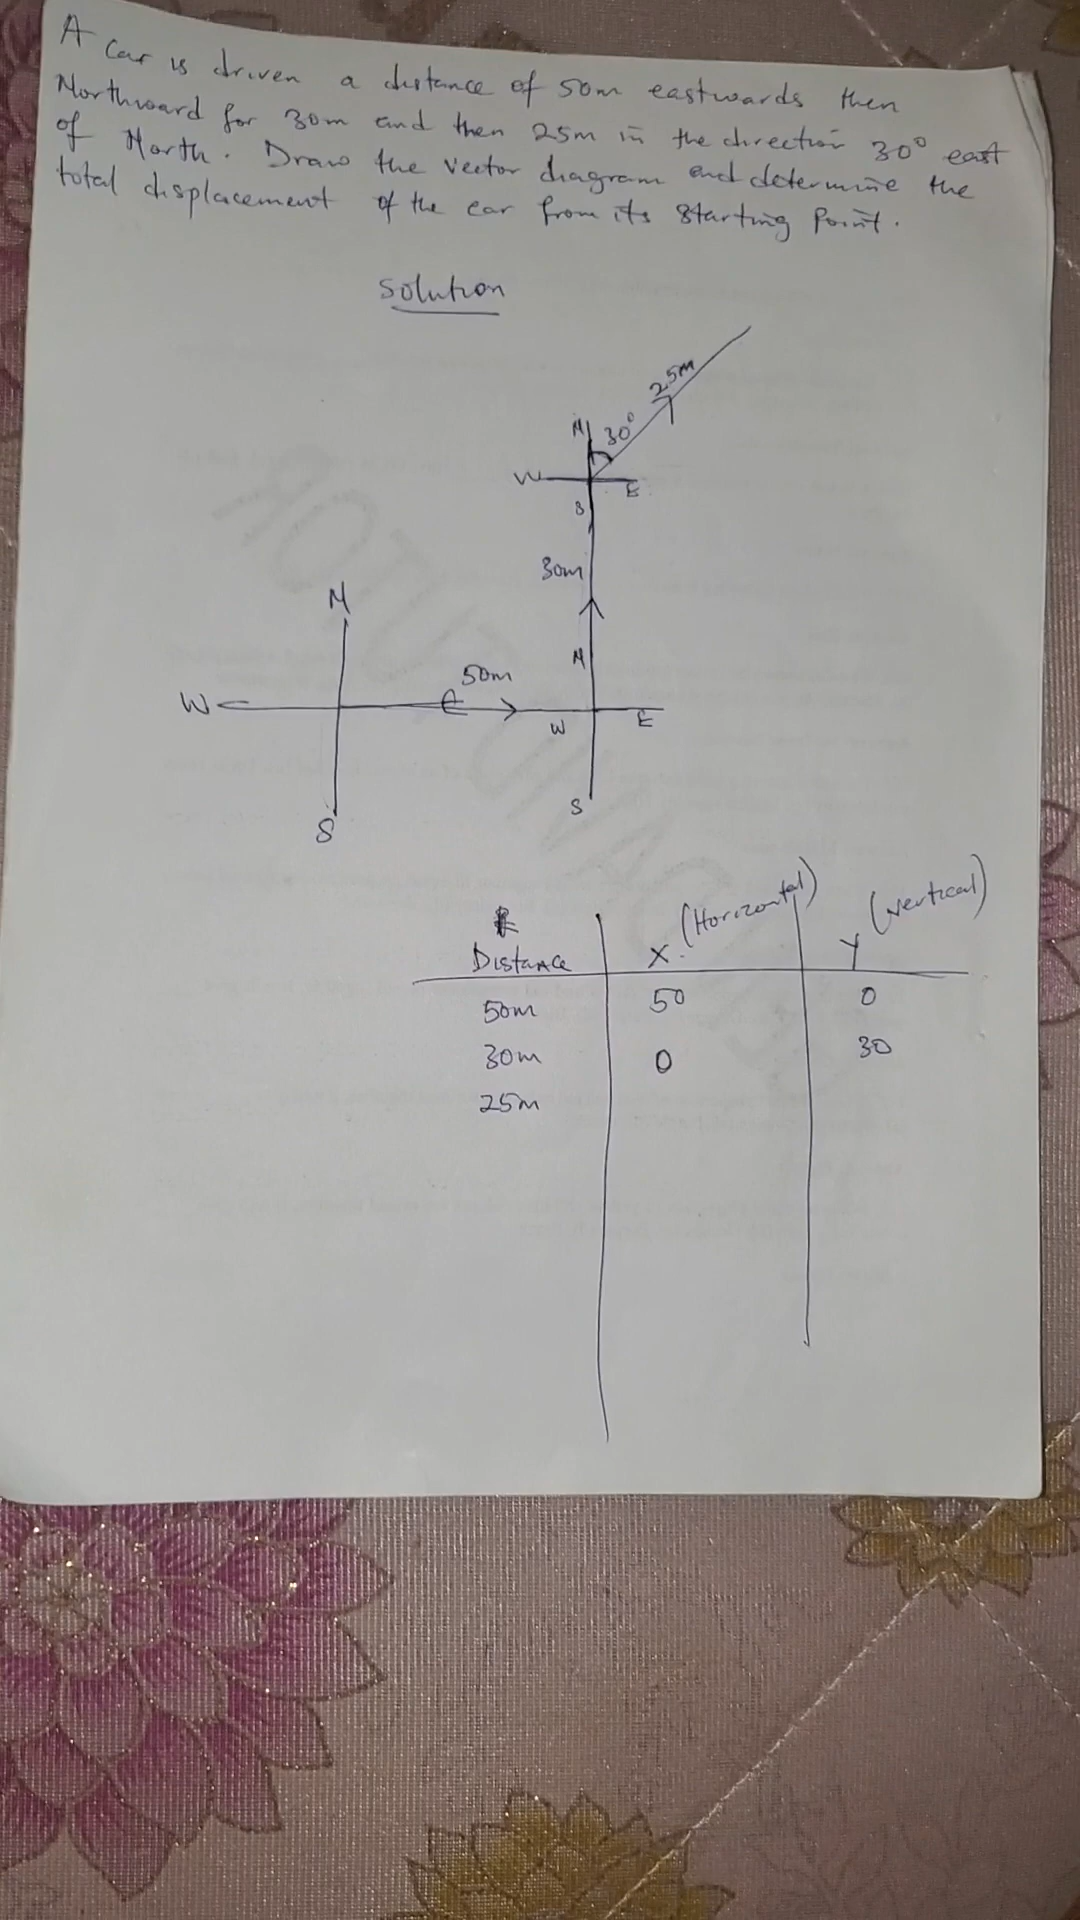 A car is driven a distance of 50m eastwards then
Northward for 30m and then 25m in the direction 30° east
of North. Draw the vector diagram and determine the
total displacement of the car from its starting point.
Solution
25m
N 30°
W E
S
30m
N
N
50m
W
W E
S
S
Distance X (Horizontal) Y (vertical)
50m 50 0
30m 0 30
25m